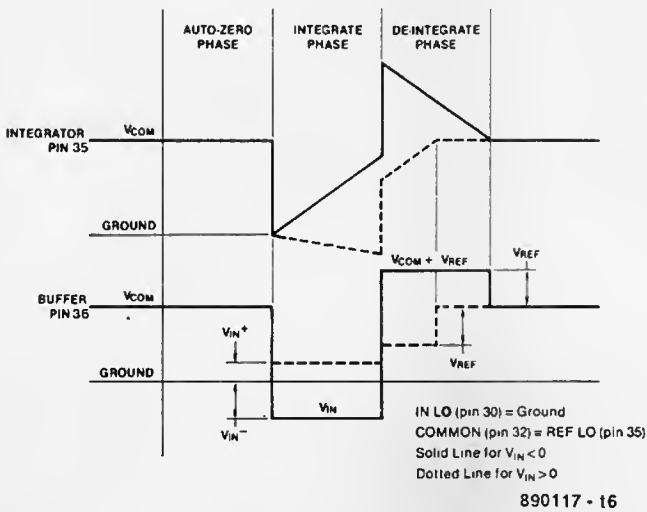 AUTO-ZERO PHASE
INTEGRATE PHASE
DE-INTEGRATE PHASE
INTEGRATOR PIN 35
VCOM
GROUND
VCOM + VREF
VREF
BUFFER PIN 36
VCOM
VIN+
VREF
GROUND
VIN
VIN−
IN LO (pin 30) = Ground
COMMON (pin 32) = REF LO (pin 35)
Solid Line for VIN < 0
Dotted Line for VIN > 0
890117 - t6